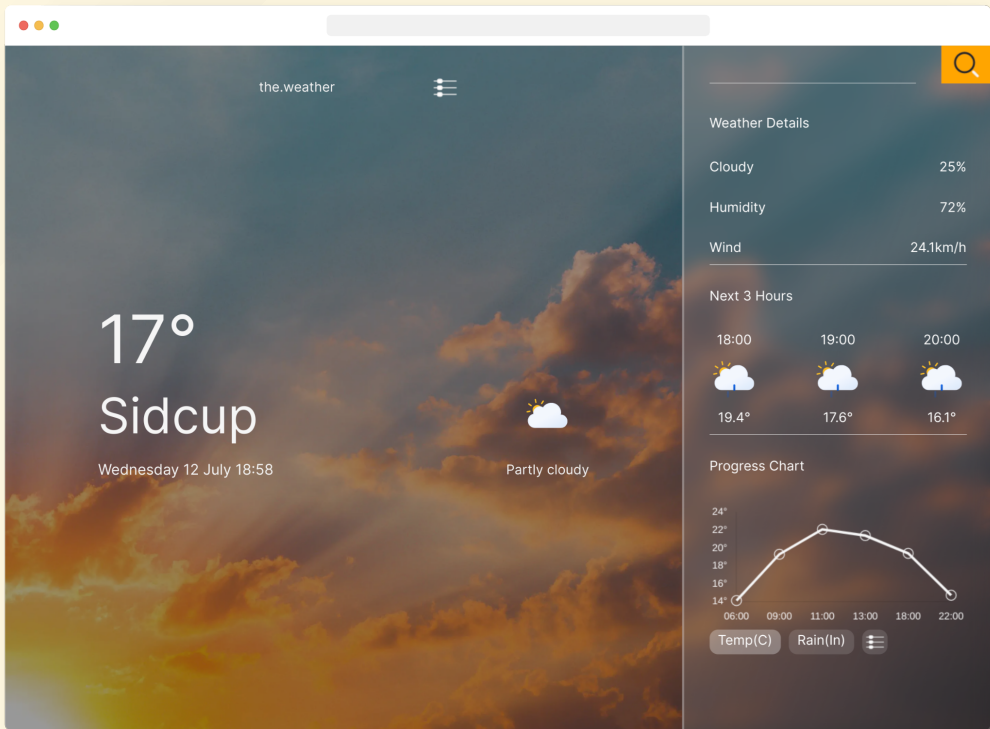 the.weather
17°
Sidcup
Wednesday 12 July 18:58
Partly cloudy
Weather Details
Cloudy 25%
Humidity 72%
Wind 24.1km/h
Next 3 Hours
18:00 19:00 20:00
19.4° 17.6° 16.1°
Progress Chart
24°
22°
20°
18°
16°
14°
06:00 09:00 11:00 13:00 18:00 22:00
Temp(C) Rain(In)